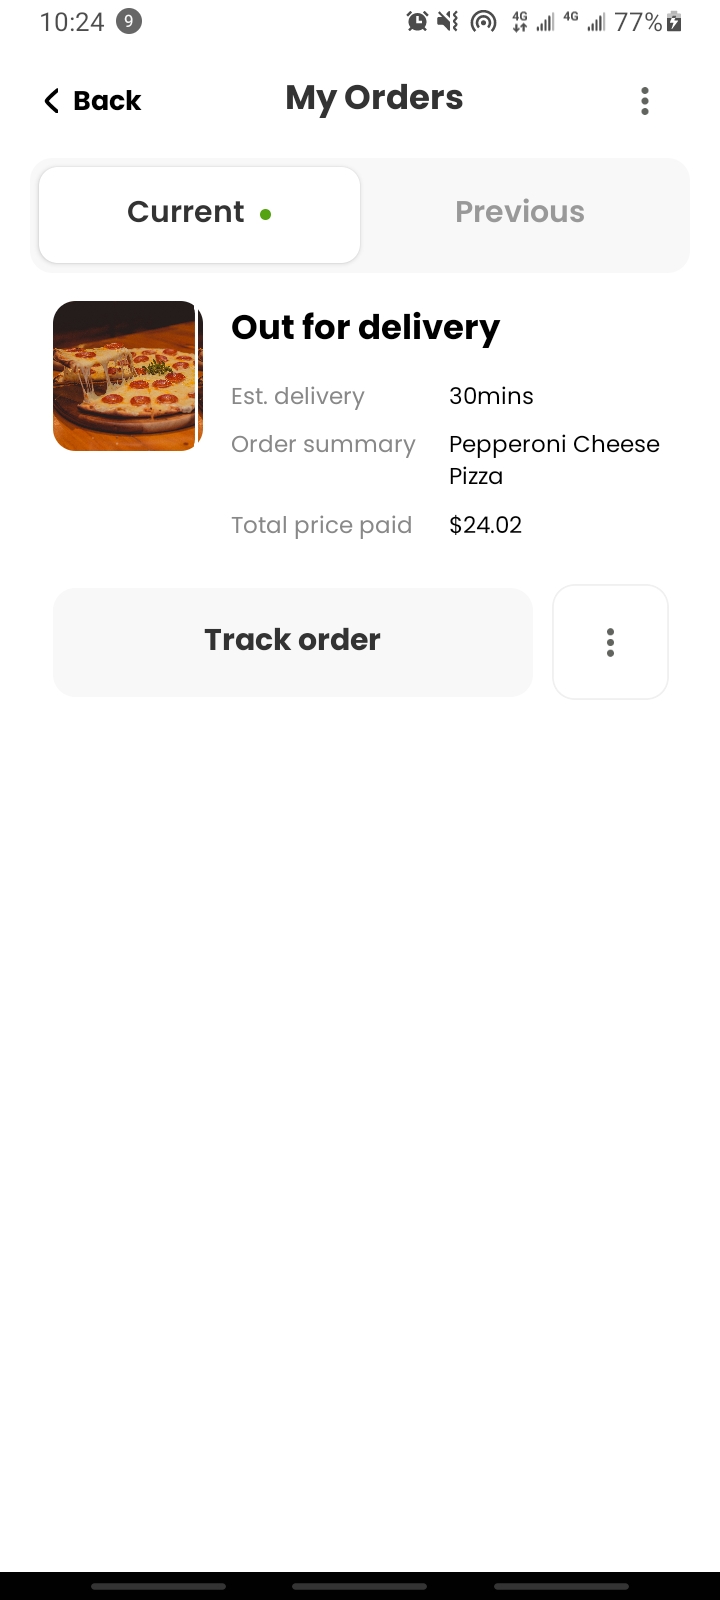 10:24 9 4G 4G 77%
Back My Orders
Current Previous
Out for delivery
Est. delivery 30mins
Order summary Pepperoni Cheese
Pizza
Total price paid $24.02
Track order